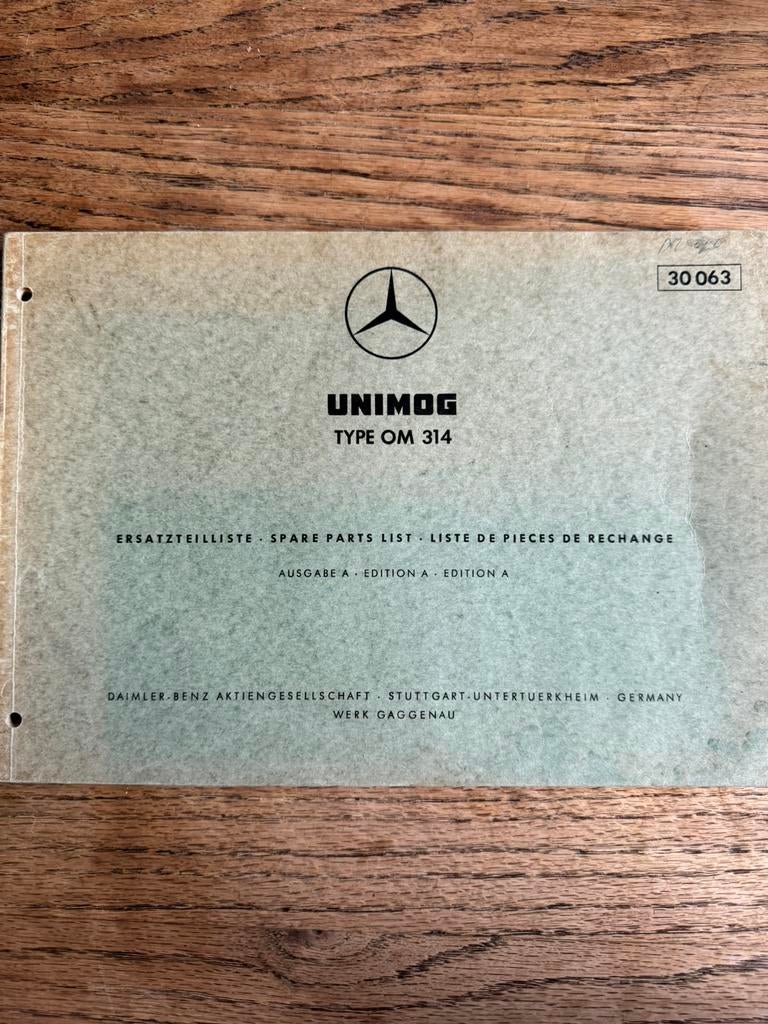 30 063
UNIMOG
TYPE OM 314
ERSATZTEILLISTE · SPARE PARTS LIST · LISTE DE PIECES DE RECHANGE
AUSGABE A · EDITION A · EDITION A
DAIMLER-BENZ AKTIENGESELLSCHAFT · STUTTGART-UNTERTUERKHEIM · GERMANY
WERK GAGGENAU